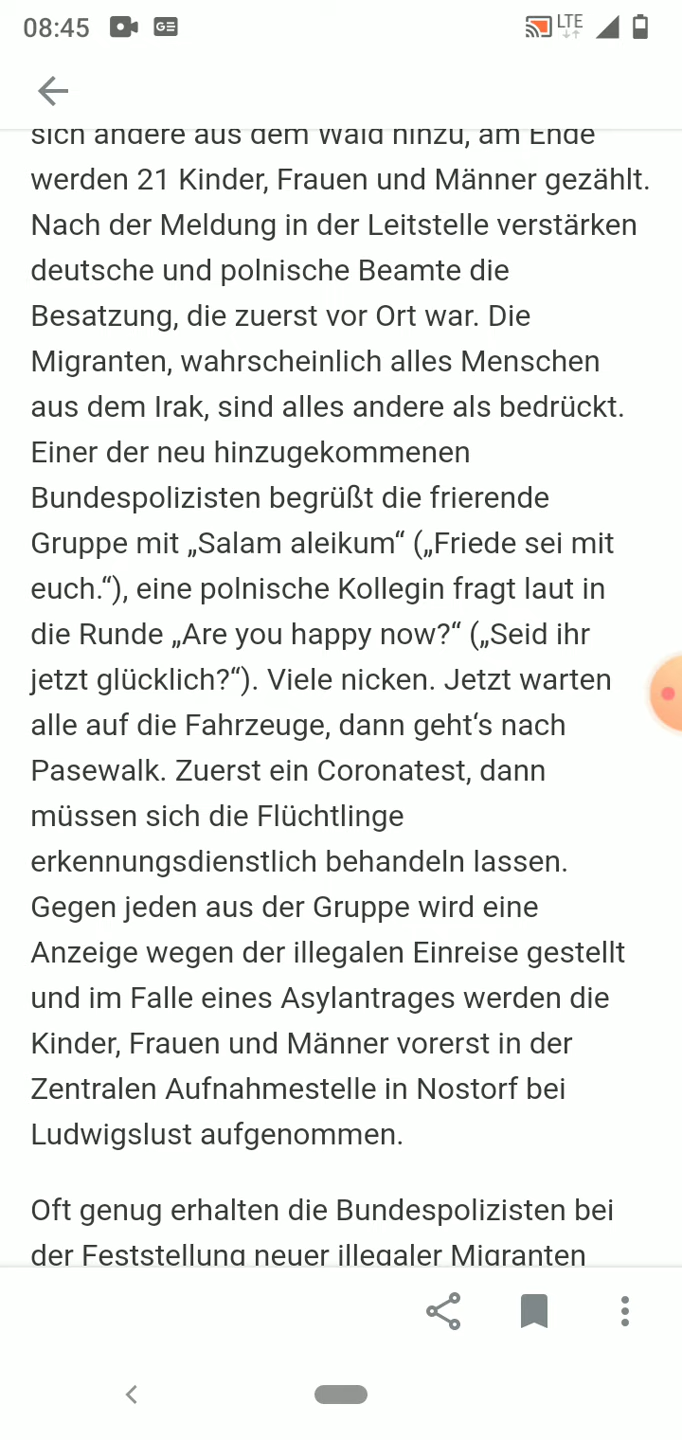 08:45
GE
LTE
sich andere aus dem Wald hinzu, am Ende
werden 21 Kinder, Frauen und Männer gezählt.
Nach der Meldung in der Leitstelle verstärken
deutsche und polnische Beamte die
Besatzung, die zuerst vor Ort war. Die
Migranten, wahrscheinlich alles Menschen
aus dem Irak, sind alles andere als bedrückt.
Einer der neu hinzugekommenen
Bundespolizisten begrüßt die frierende
Gruppe mit „Salam aleikum“ („Friede sei mit
euch.“), eine polnische Kollegin fragt laut in
die Runde „Are you happy now?“ („Seid ihr
jetzt glücklich?“). Viele nicken. Jetzt warten
alle auf die Fahrzeuge, dann geht‘s nach
Pasewalk. Zuerst ein Coronatest, dann
müssen sich die Flüchtlinge
erkennungsdienstlich behandeln lassen.
Gegen jeden aus der Gruppe wird eine
Anzeige wegen der illegalen Einreise gestellt
und im Falle eines Asylantrages werden die
Kinder, Frauen und Männer vorerst in der
Zentralen Aufnahmestelle in Nostorf bei
Ludwigslust aufgenommen.
Oft genug erhalten die Bundespolizisten bei
der Feststellung neuer illegaler Migranten